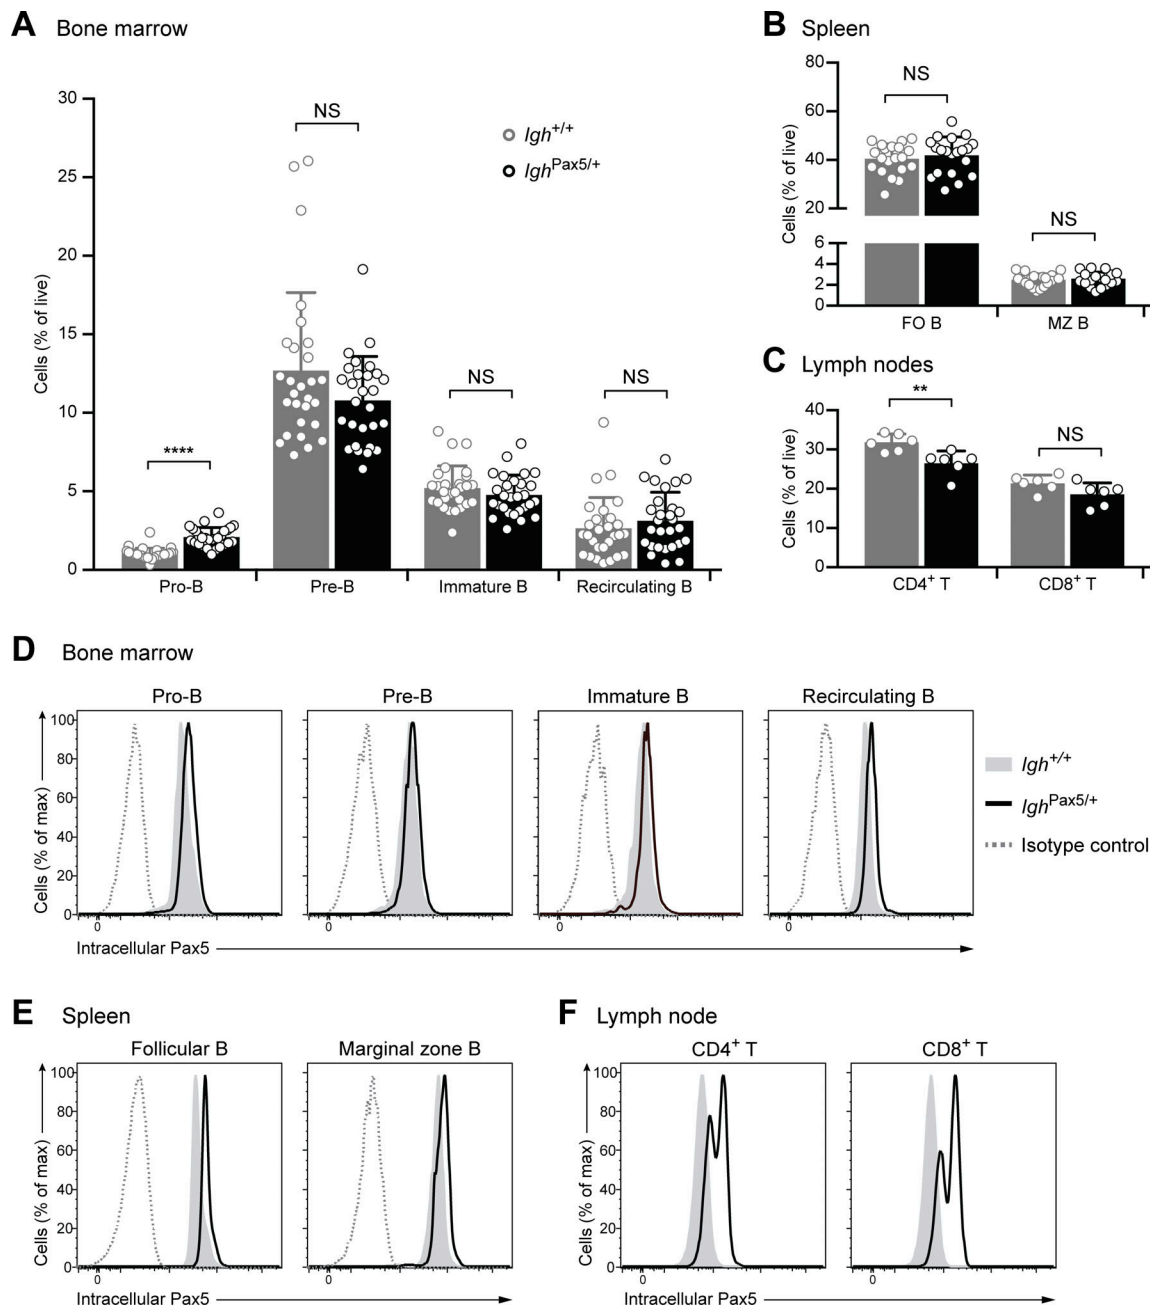 A Bone marrow
Cells (% of live)
30
25
20
15
10
5
0
****
NS
NS
NS
Igh+/+
IghPax5/+
Pro-B Pre-B Immature B Recirculating B
B Spleen
Cells (% of live)
80
60
40
20
6
4
2
0
NS
NS
FO B MZ B
C Lymph nodes
Cells (% of live)
40
30
20
10
0
**
NS
CD4+ T CD8+ T
D Bone marrow
Pro-B Pre-B Immature B Recirculating B
Cells (% of max)
100
80
60
40
20
0
0 0 0 0
Intracellular Pax5
Igh+/+
IghPax5/+
Isotype control
E Spleen
Follicular B Marginal zone B
Cells (% of max)
100
80
60
40
20
0
0 0
Intracellular Pax5
F Lymph node
CD4+ T CD8+ T
Cells (% of max)
100
80
60
40
20
0
0 0
Intracellular Pax5